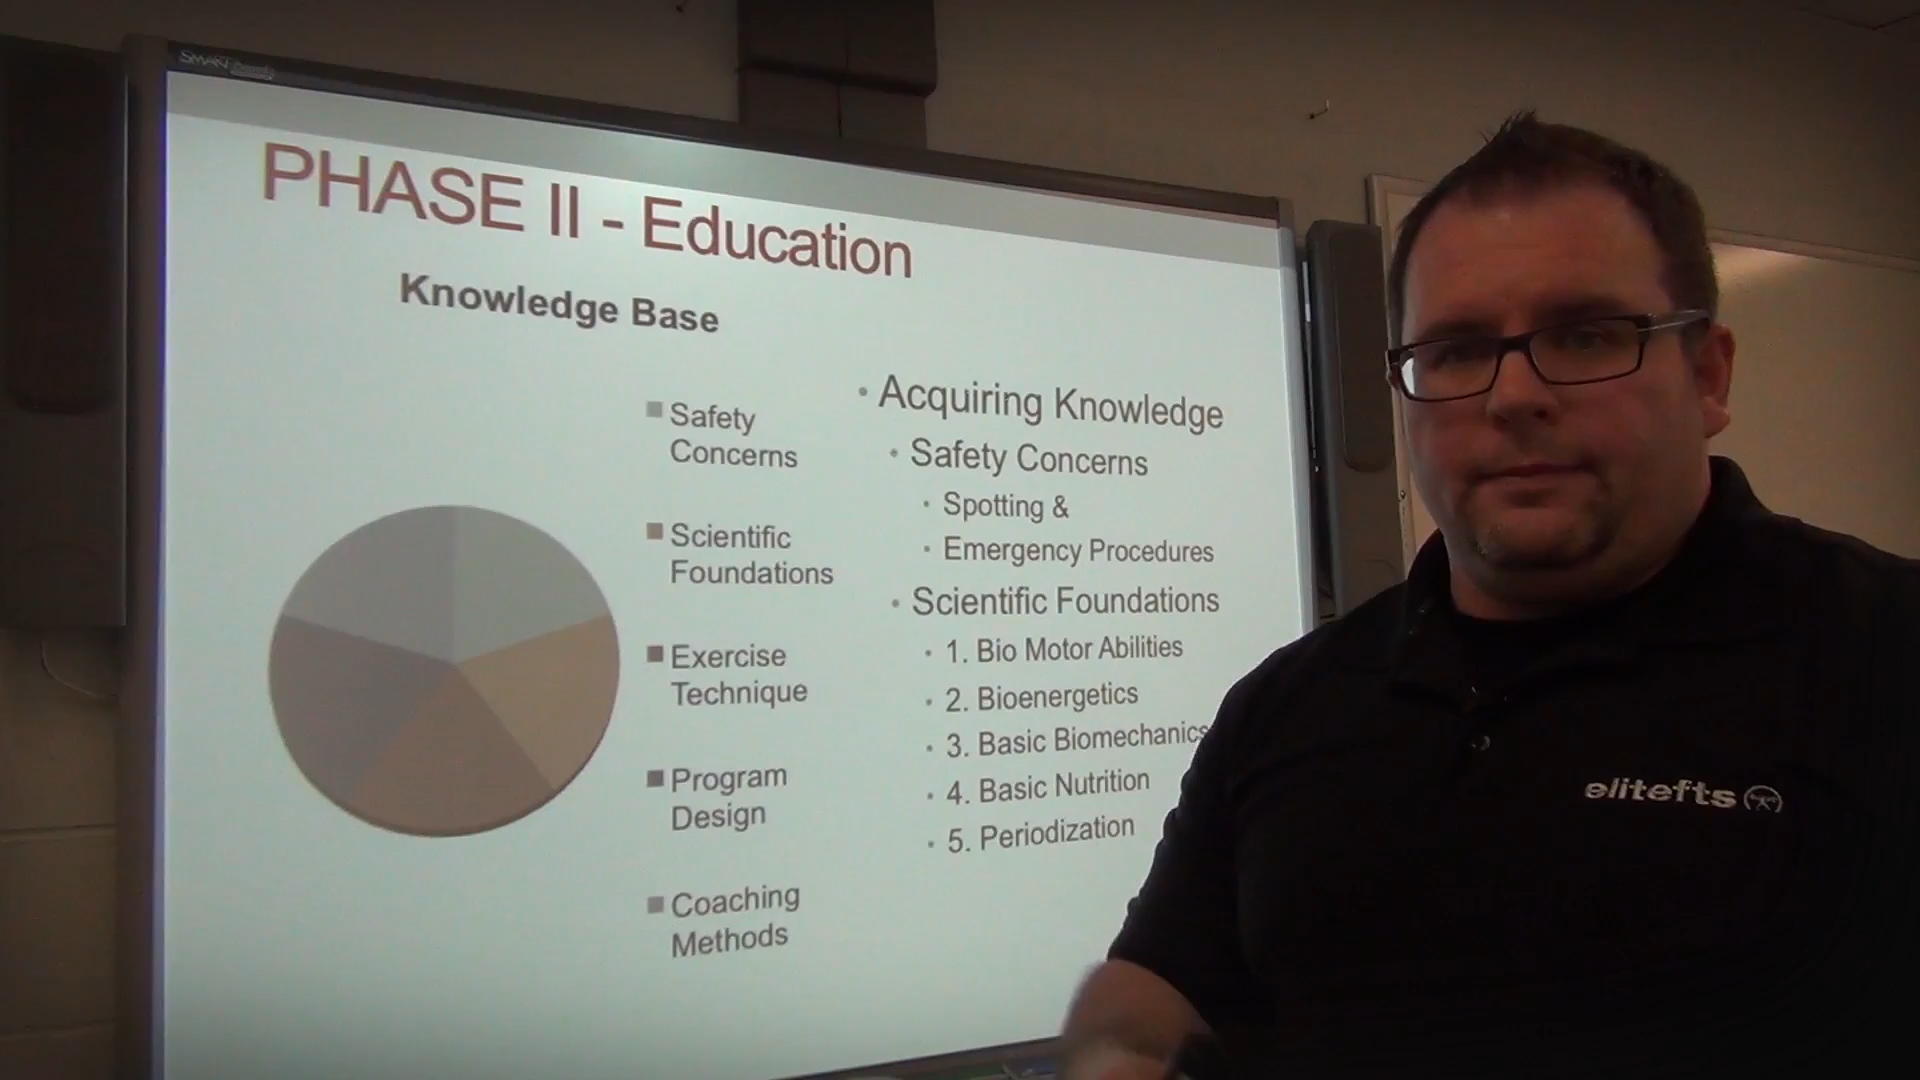 SMART
PHASE II - Education
Knowledge Base
Safety
Concerns
Scientific
Foundations
Exercise
Technique
Program
Design
Coaching
Methods
• Acquiring Knowledge
• Safety Concerns
• Spotting &
• Emergency Procedures
• Scientific Foundations
• 1. Bio Motor Abilities
• 2. Bioenergetics
• 3. Basic Biomechanics
• 4. Basic Nutrition
• 5. Periodization
elitefts